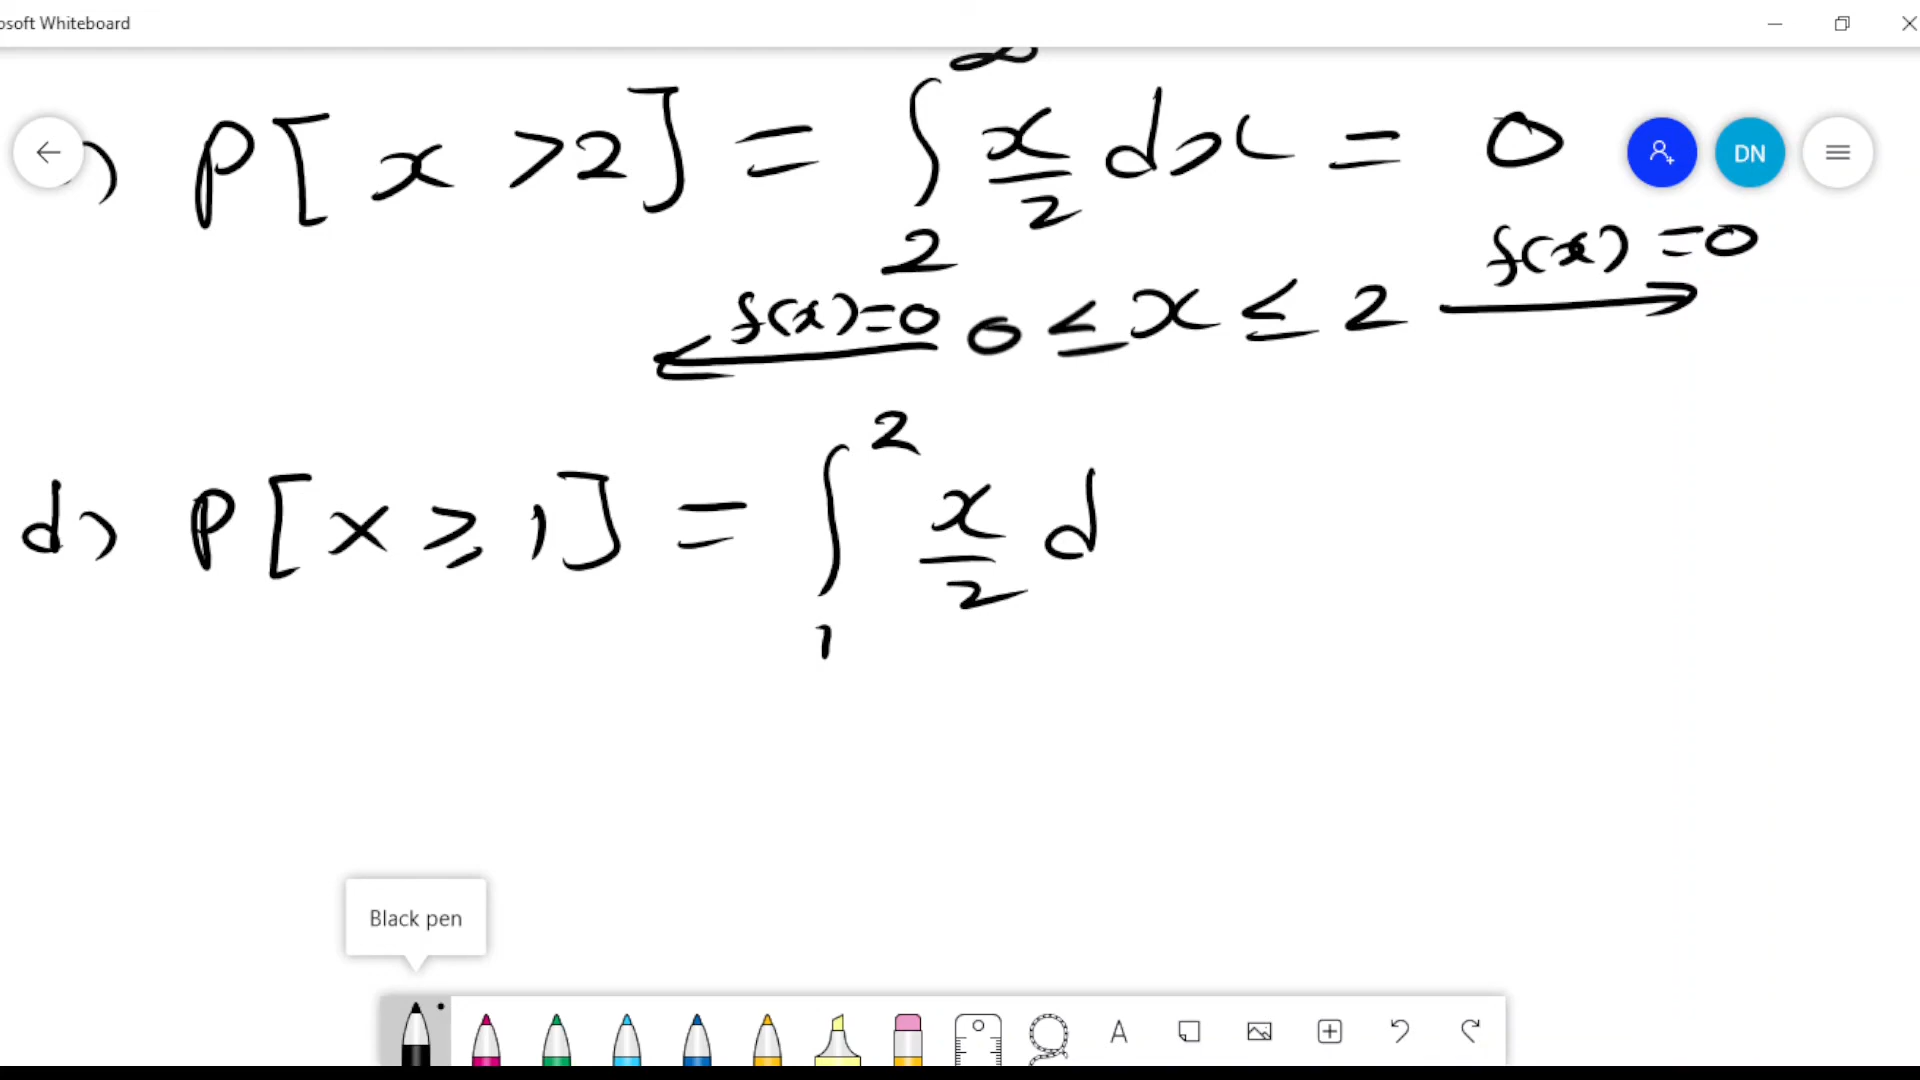 osoft Whiteboard
) P[x >2] = ∫₂^∞ x/2 dx = 0
DN
f(x)=0 0 ≤ x ≤ 2 f(x)=0
d) P[x ≥ 1] = ∫₁² x/2 d
Black pen
A